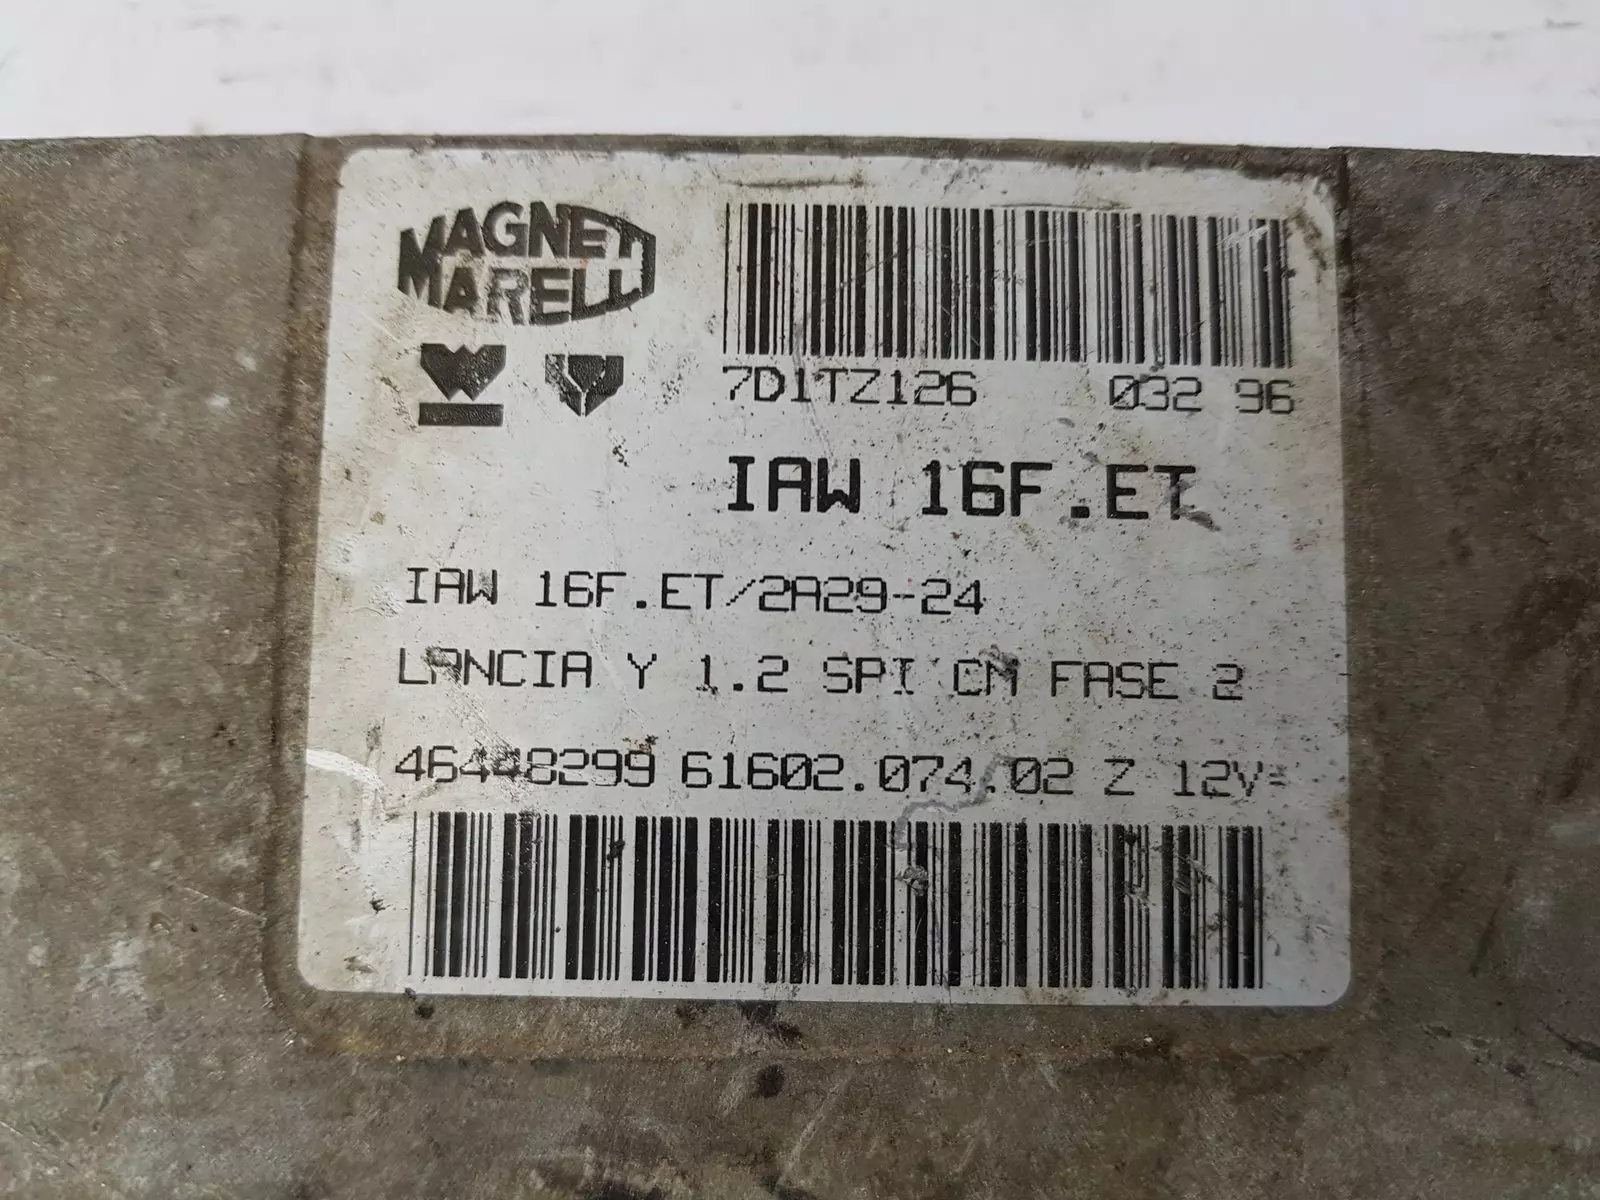 MAGNETI
MARELLI
7D1TZ126 032 96
IAW 16F.ET
IAW 16F.ET/2A29-24
LANCIA Y 1.2 SPI CM FASE 2
46448299 61602.074.02 Z 12V=